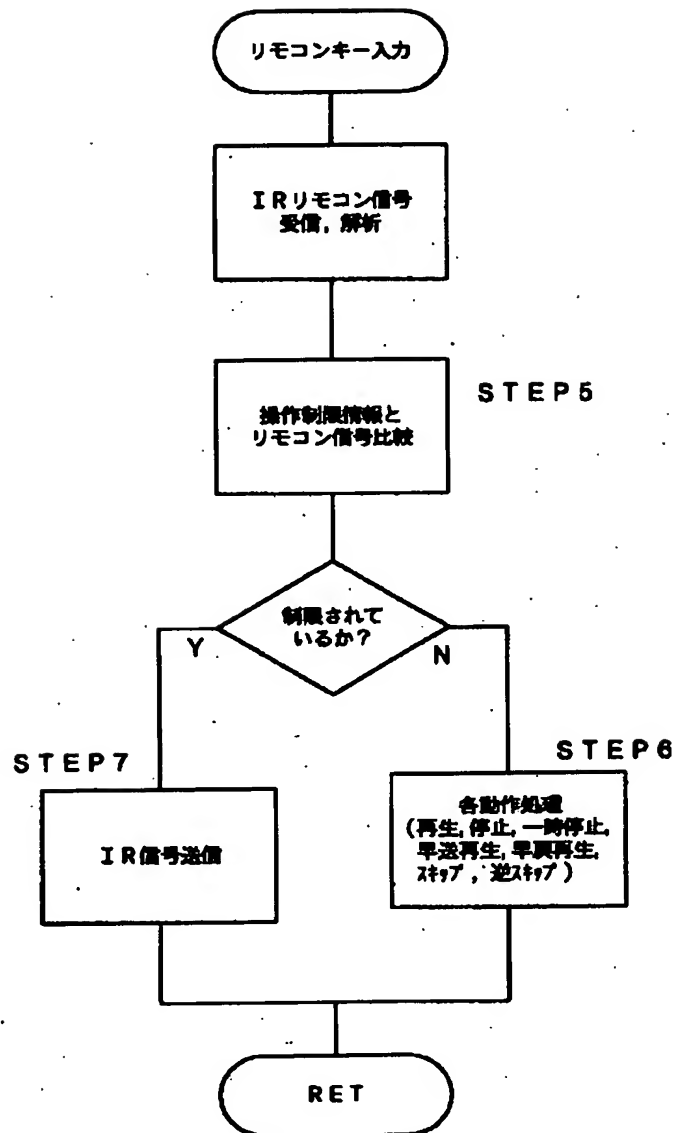 リモコンキー入力
IRリモコン信号
受信, 解析
STEP5
操作制限情報と
リモコン信号比較
制限されて
いるか?
Y
N
STEP7
STEP6
IR信号送信
各動作処理
(再生, 停止, 一時停止,
早送再生, 早戻再生,
スキップ, 逆スキップ)
RET